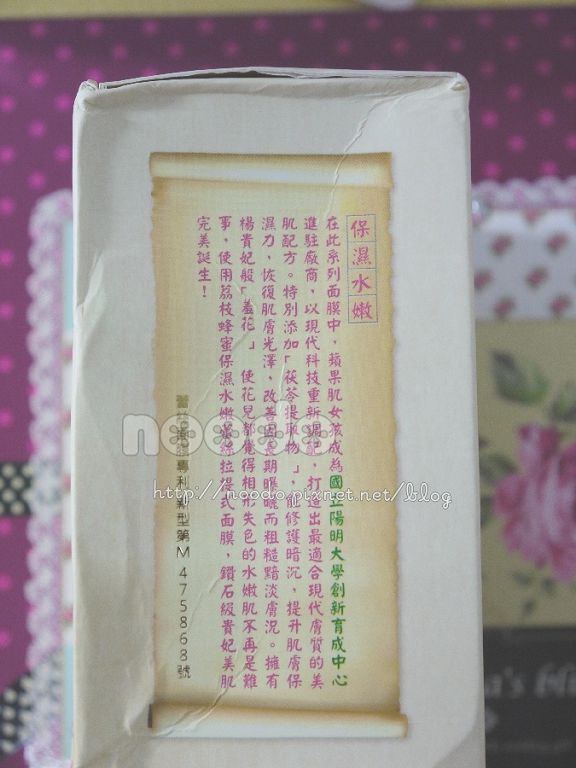 保濕水嫩
在此系列面膜中，蘋果肌女孩成為國立陽明大學創新育成中心
進駐廠商，以現代科技重新調配，打造出最適合現代膚質的美
肌配方。特別添加「茯苓提取物」，能修護暗沉，提升肌膚保
濕力，恢復肌膚光澤，改善因長期曝曬而粗糙黯淡膚況。擁有
楊貴妃般「羞花」使花兒都覺得相形失色的水嫩肌不再是難
事，使用荔枝蜂蜜保濕水嫩蕾絲拉提式面膜，鑽石級貴妃美肌
完美誕生！
蕾絲面膜專利新型第M475868號
noodo
http://noodo.pixnet.net/blog